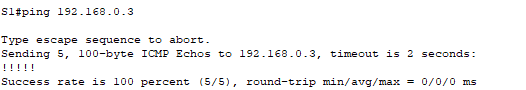 S1#ping 192.168.0.3
Type escape sequence to abort.
Sending 5, 100-byte ICMP Echos to 192.168.0.3, timeout is 2 seconds:
!!!!!
Success rate is 100 percent (5/5), round-trip min/avg/max = 0/0/0 ms